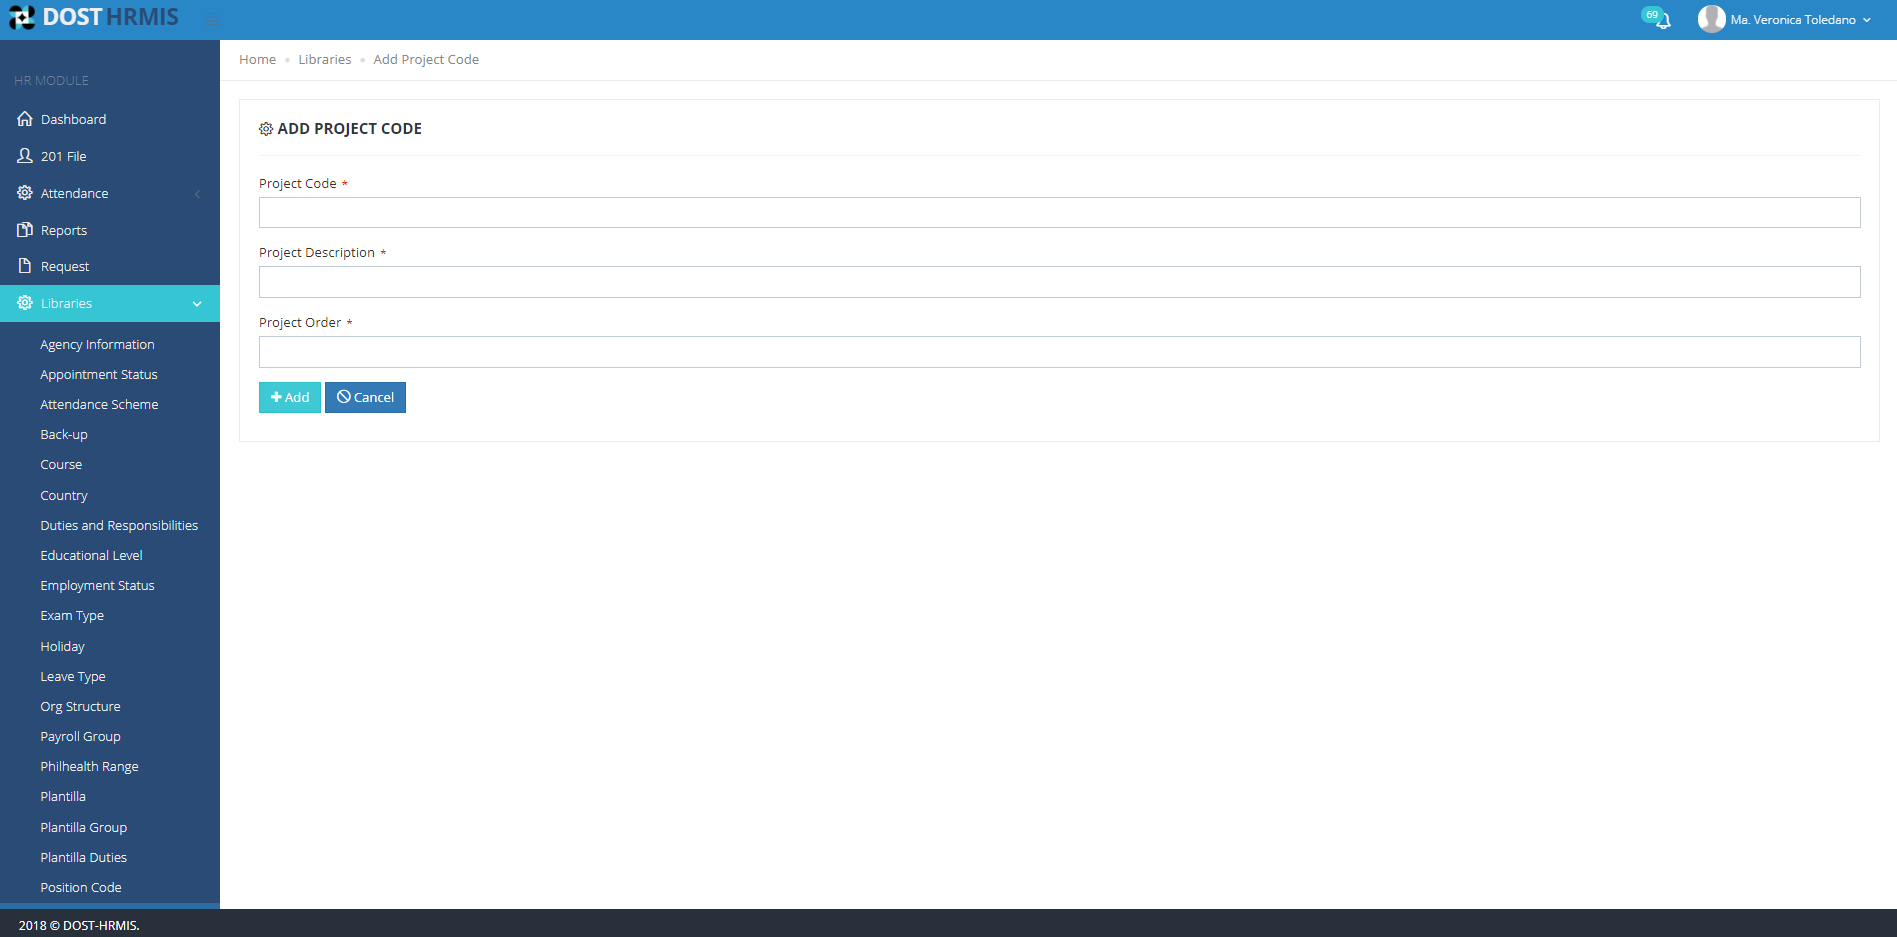 DOST HRMIS
69
Ma. Veronica Toledano
HR MODULE
Dashboard
201 File
Attendance
Reports
Request
Libraries
Agency Information
Appointment Status
Attendance Scheme
Back-up
Course
Country
Duties and Responsibilities
Educational Level
Employment Status
Exam Type
Holiday
Leave Type
Org Structure
Payroll Group
Philhealth Range
Plantilla
Plantilla Group
Plantilla Duties
Position Code
Home • Libraries • Add Project Code
ADD PROJECT CODE
Project Code *
Project Description *
Project Order *
Add Cancel
2018 © DOST-HRMIS.